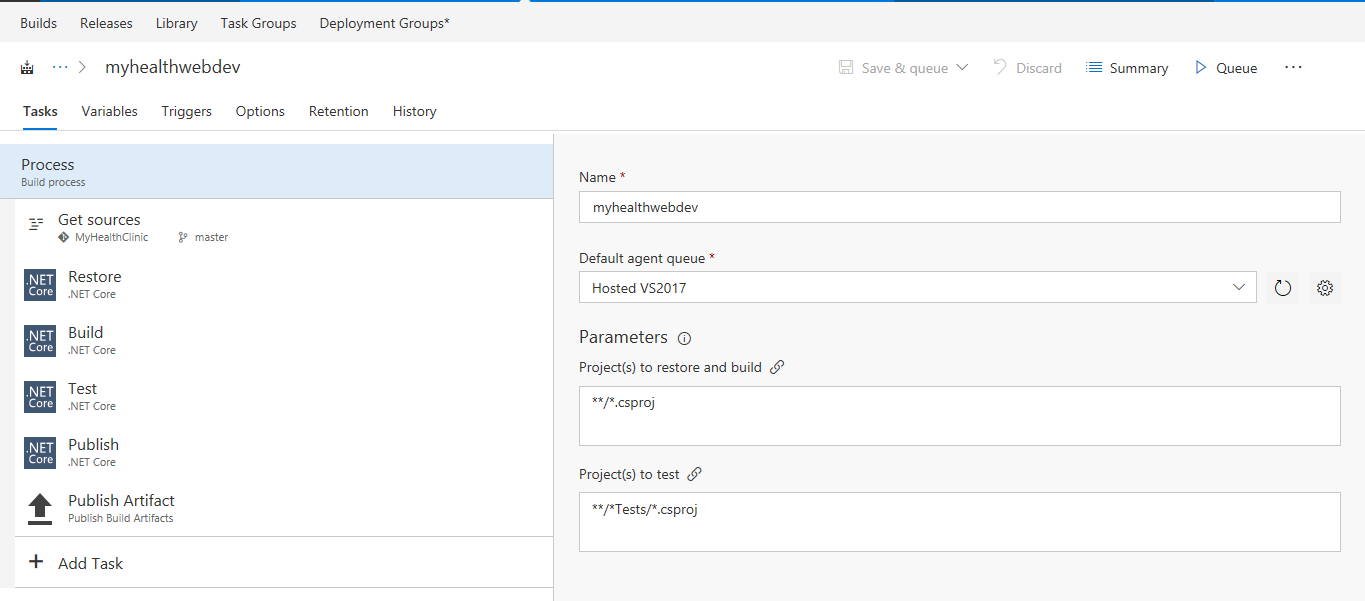 Builds Releases Library Task Groups Deployment Groups*
··· > myhealthwebdev Save & queue Discard Summary Queue ···
Tasks Variables Triggers Options Retention History
Process
Build process
Get sources
MyHealthClinic master
.NET Core Restore
.NET Core
.NET Core Build
.NET Core
.NET Core Test
.NET Core
.NET Core Publish
.NET Core
Publish Artifact
Publish Build Artifacts
+ Add Task
Name *
myhealthwebdev
Default agent queue *
Hosted VS2017
Parameters
Project(s) to restore and build
**/*.csproj
Project(s) to test
**/*Tests/*.csproj